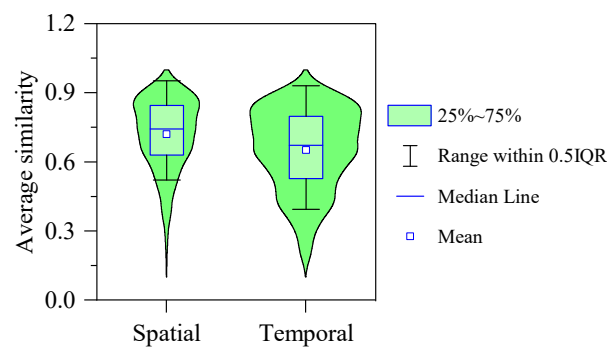 1.2
0.9
0.6
0.3
0.0
Average similarity
Spatial
Temporal
25%~75%
Range within 0.5IQR
Median Line
Mean